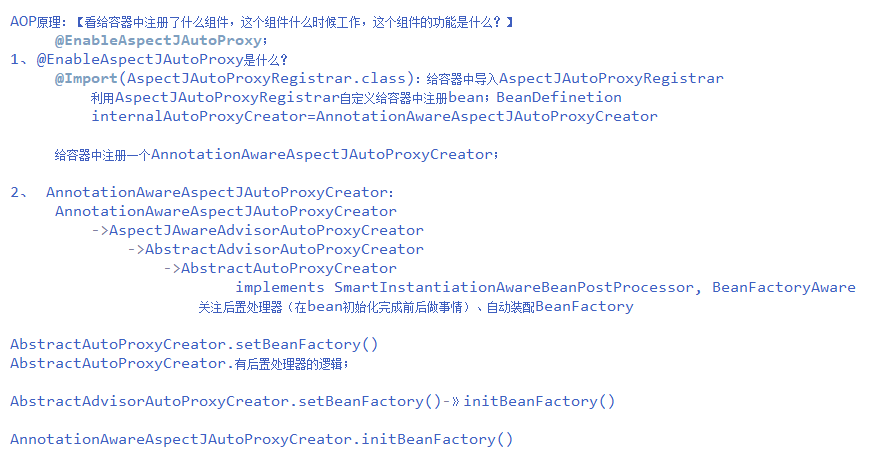 AOP原理：【看给容器中注册了什么组件，这个组件什么时候工作，这个组件的功能是什么？】
@EnableAspectJAutoProxy；
1、@EnableAspectJAutoProxy是什么？
@Import(AspectJAutoProxyRegistrar.class)：给容器中导入AspectJAutoProxyRegistrar
利用AspectJAutoProxyRegistrar自定义给容器中注册bean；BeanDefinetion
internalAutoProxyCreator=AnnotationAwareAspectJAutoProxyCreator
给容器中注册一个AnnotationAwareAspectJAutoProxyCreator；
2、 AnnotationAwareAspectJAutoProxyCreator：
AnnotationAwareAspectJAutoProxyCreator
->AspectJAwareAdvisorAutoProxyCreator
->AbstractAdvisorAutoProxyCreator
->AbstractAutoProxyCreator
implements SmartInstantiationAwareBeanPostProcessor, BeanFactoryAware
关注后置处理器（在bean初始化完成前后做事情）、自动装配BeanFactory
AbstractAutoProxyCreator.setBeanFactory()
AbstractAutoProxyCreator.有后置处理器的逻辑；
AbstractAdvisorAutoProxyCreator.setBeanFactory()-》initBeanFactory()
AnnotationAwareAspectJAutoProxyCreator.initBeanFactory()